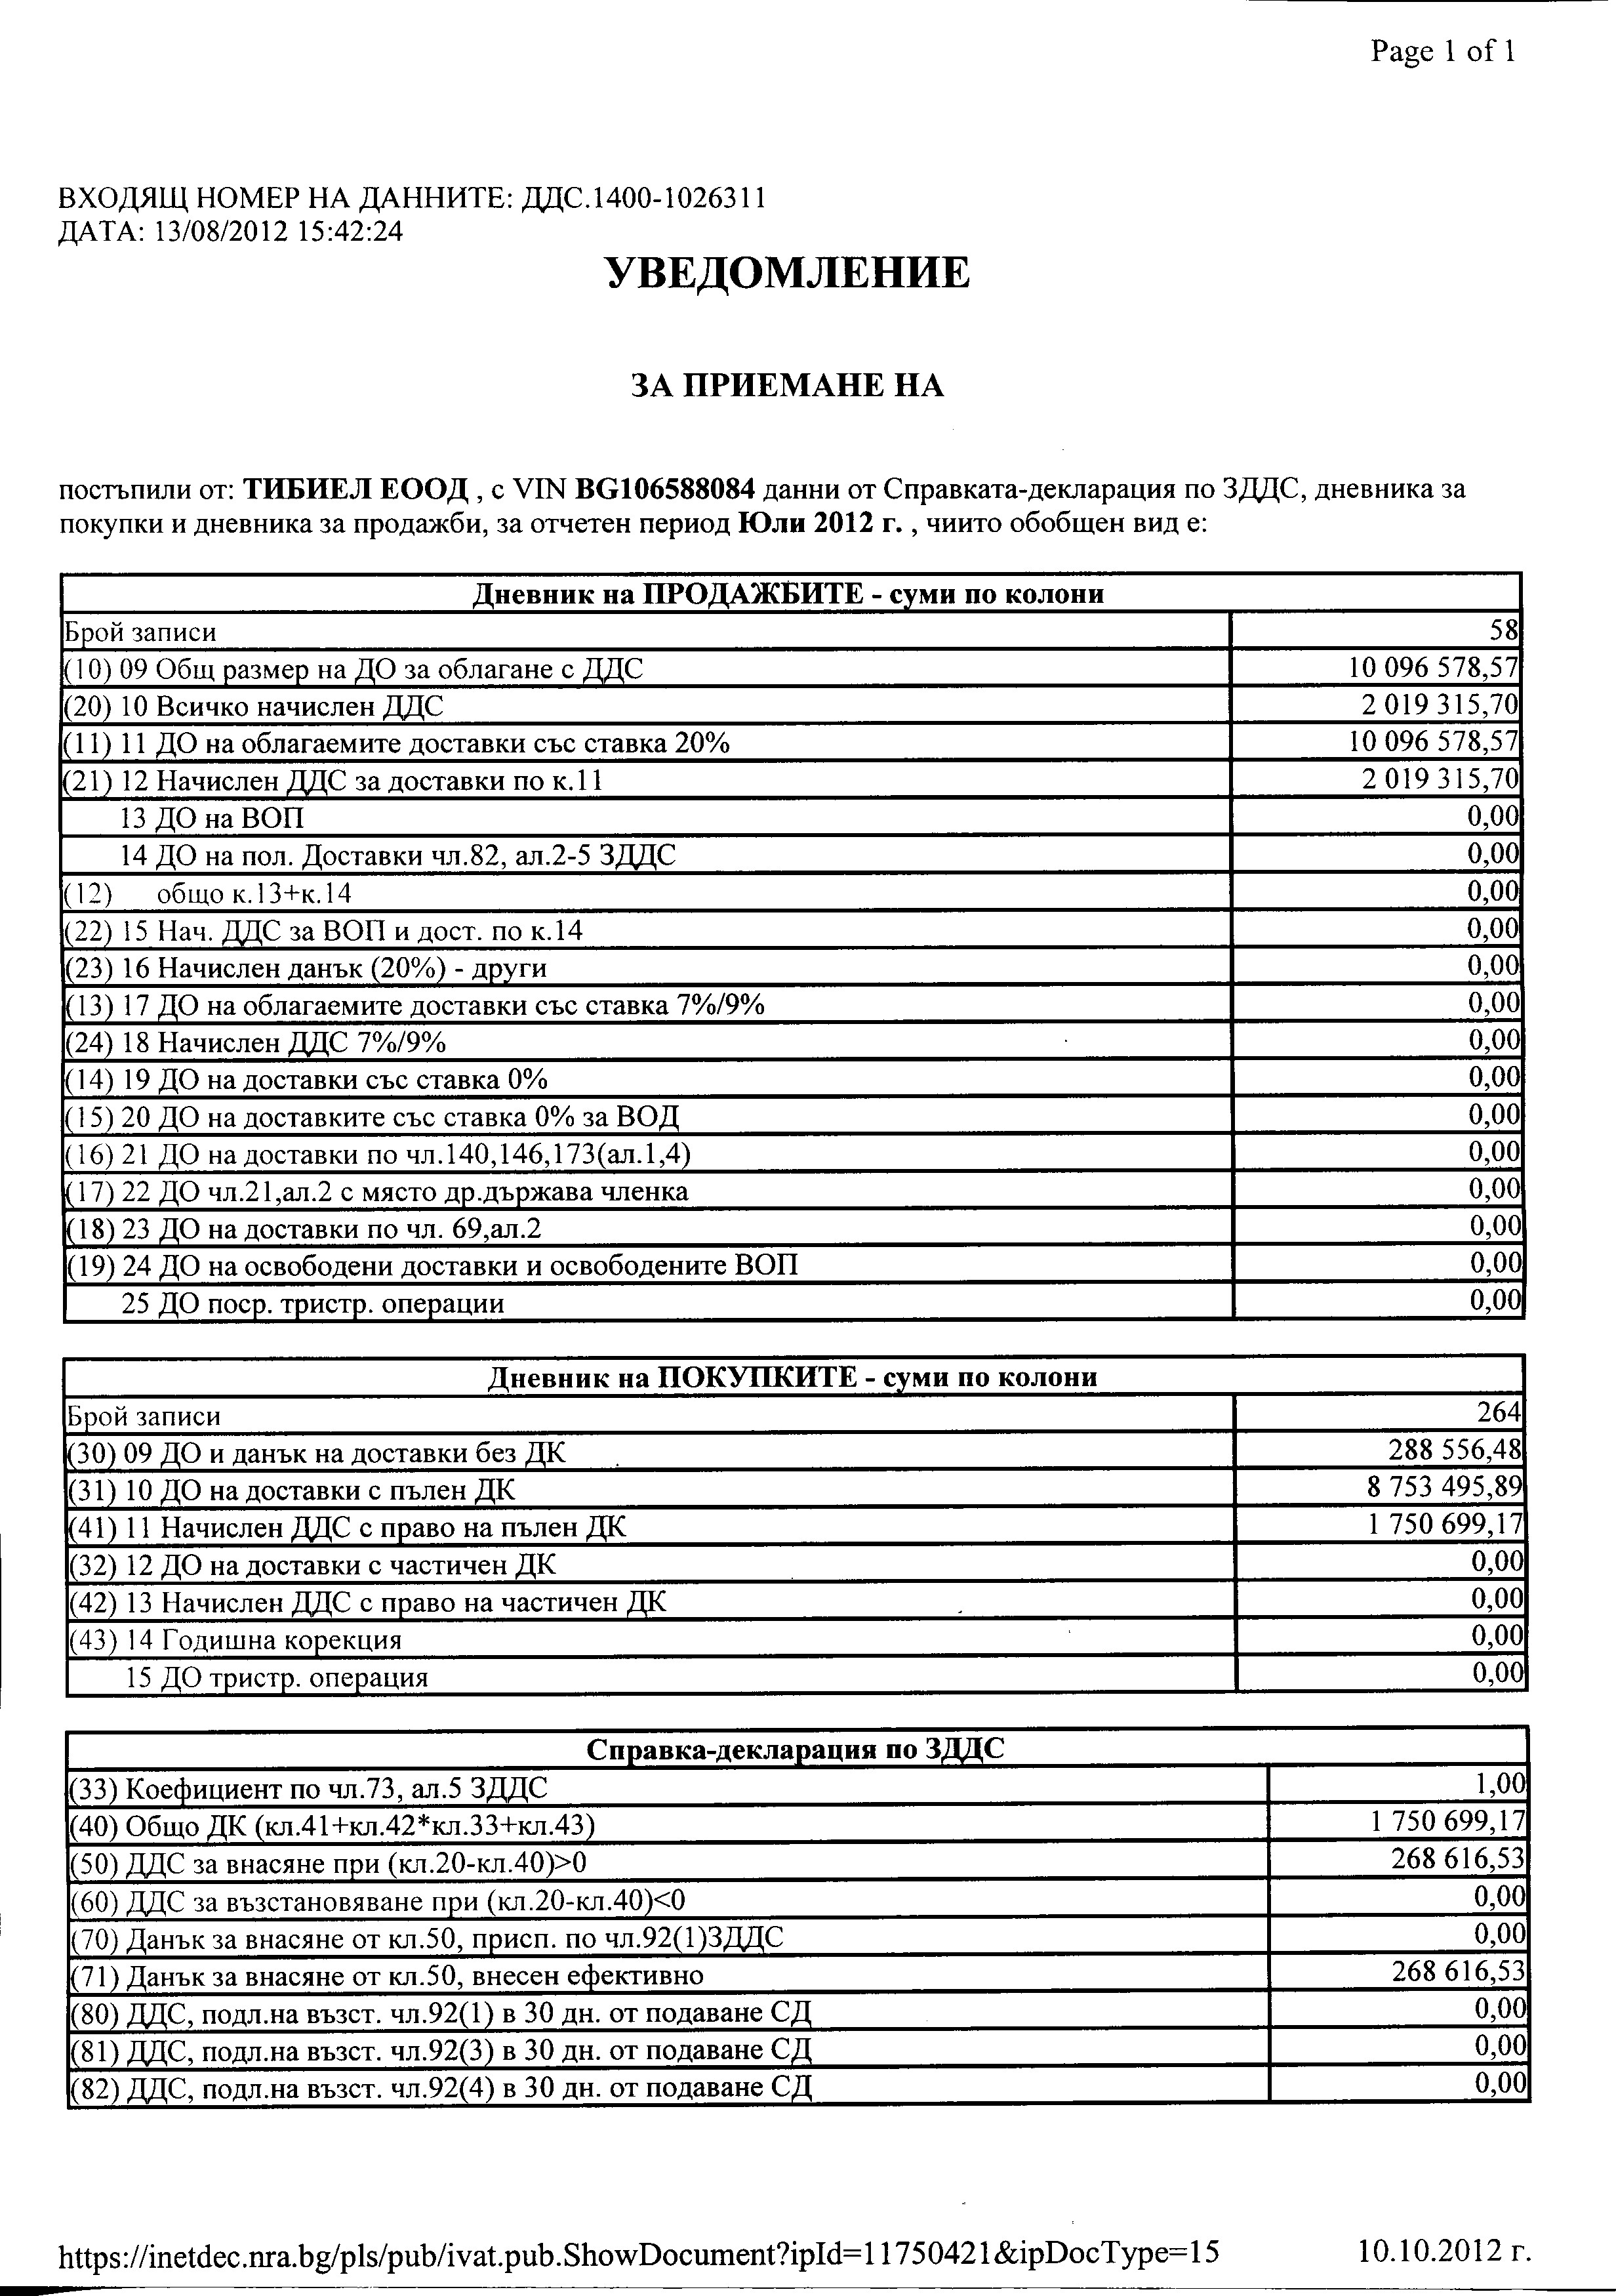 Page 1 of 1
ВХОДЯЩ НОМЕР НА ДАННИТЕ: ДДС.1400-1026311
ДАТА: 13/08/2012 15:42:24
УВЕДОМЛЕНИЕ
ЗА ПРИЕМАНЕ НА
постъпили от: ТИБИЕЛ ЕООД , с VIN BG106588084 данни от Справката-декларация по ЗДДС, дневника за
покупки и дневника за продажби, за отчетен период Юли 2012 г. , чиито обобщен вид е:
Дневник на ПРОДАЖБИТЕ - суми по колони
Брой записи 58
(10) 09 Общ размер на ДО за облагане с ДДС 10 096 578,57
(20) 10 Всичко начислен ДДС 2 019 315,70
(11) 11 ДО на облагаемите доставки със ставка 20% 10 096 578,57
(21) 12 Начислен ДДС за доставки по к.11 2 019 315,70
13 ДО на ВОП 0,00
14 ДО на пол. Доставки чл.82, ал.2-5 ЗДДС 0,00
(12) общо к.13+к.14 0,00
(22) 15 Нач. ДДС за ВОП и дост. по к.14 0,00
(23) 16 Начислен данък (20%) - други 0,00
(13) 17 ДО на облагаемите доставки със ставка 7%/9% 0,00
(24) 18 Начислен ДДС 7%/9% 0,00
(14) 19 ДО на доставки със ставка 0% 0,00
(15) 20 ДО на доставките със ставка 0% за ВОД 0,00
(16) 21 ДО на доставки по чл.140,146,173(ал.1,4) 0,00
(17) 22 ДО чл.21,ал.2 с място др.държава членка 0,00
(18) 23 ДО на доставки по чл. 69,ал.2 0,00
(19) 24 ДО на освободени доставки и освободените ВОП 0,00
25 ДО поср. тристр. операции 0,00
Дневник на ПОКУПКИТЕ - суми по колони
Брой записи 264
(30) 09 ДО и данък на доставки без ДК 288 556,48
(31) 10 ДО на доставки с пълен ДК 8 753 495,89
(41) 11 Начислен ДДС с право на пълен ДК 1 750 699,17
(32) 12 ДО на доставки с частичен ДК 0,00
(42) 13 Начислен ДДС с право на частичен ДК 0,00
(43) 14 Годишна корекция 0,00
15 ДО тристр. операция 0,00
Справка-декларация по ЗДДС
(33) Коефициент по чл.73, ал.5 ЗДДС 1,00
(40) Общо ДК (кл.41+кл.42*кл.33+кл.43) 1 750 699,17
(50) ДДС за внасяне при (кл.20-кл.40)>0 268 616,53
(60) ДДС за възстановяване при (кл.20-кл.40)<0 0,00
(70) Данък за внасяне от кл.50, присп. по чл.92(1)ЗДДС 0,00
(71) Данък за внасяне от кл.50, внесен ефективно 268 616,53
(80) ДДС, подл.на възст. чл.92(1) в 30 дн. от подаване СД 0,00
(81) ДДС, подл.на възст. чл.92(3) в 30 дн. от подаване СД 0,00
(82) ДДС, подл.на възст. чл.92(4) в 30 дн. от подаване СД 0,00
https://inetdec.nra.bg/pls/pub/ivat.pub.ShowDocument?ipId=11750421&ipDocType=15 10.10.2012 г.